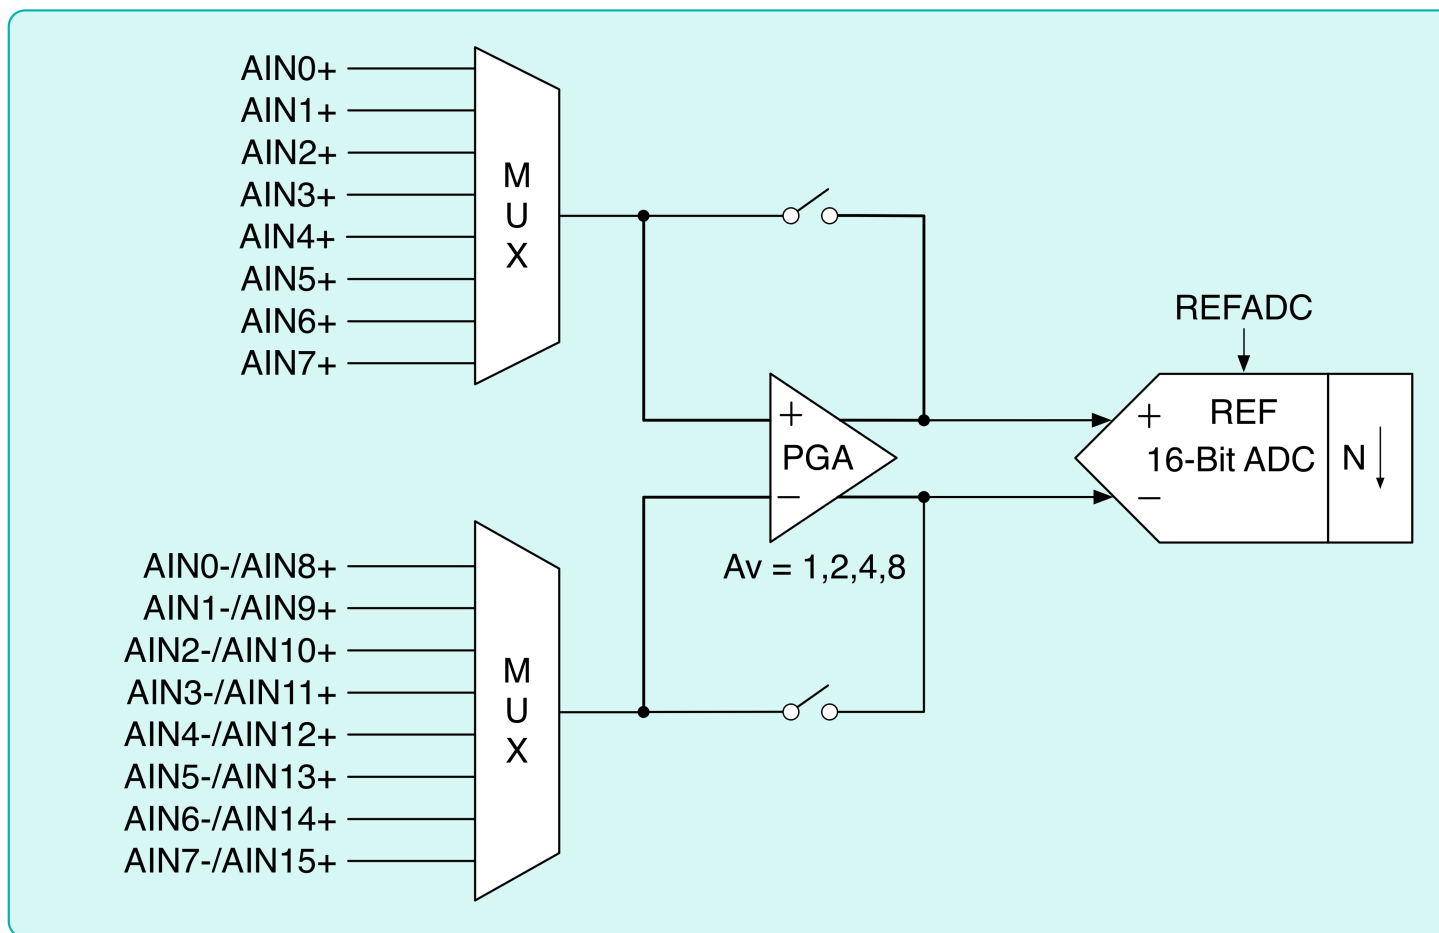 AIN0+
AIN1+
AIN2+
AIN3+
AIN4+
AIN5+
AIN6+
AIN7+
M
U
X
REFADC
+
PGA
−
+
REF
16-Bit ADC
−
N
Av = 1,2,4,8
AIN0-/AIN8+
AIN1-/AIN9+
AIN2-/AIN10+
AIN3-/AIN11+
AIN4-/AIN12+
AIN5-/AIN13+
AIN6-/AIN14+
AIN7-/AIN15+
M
U
X